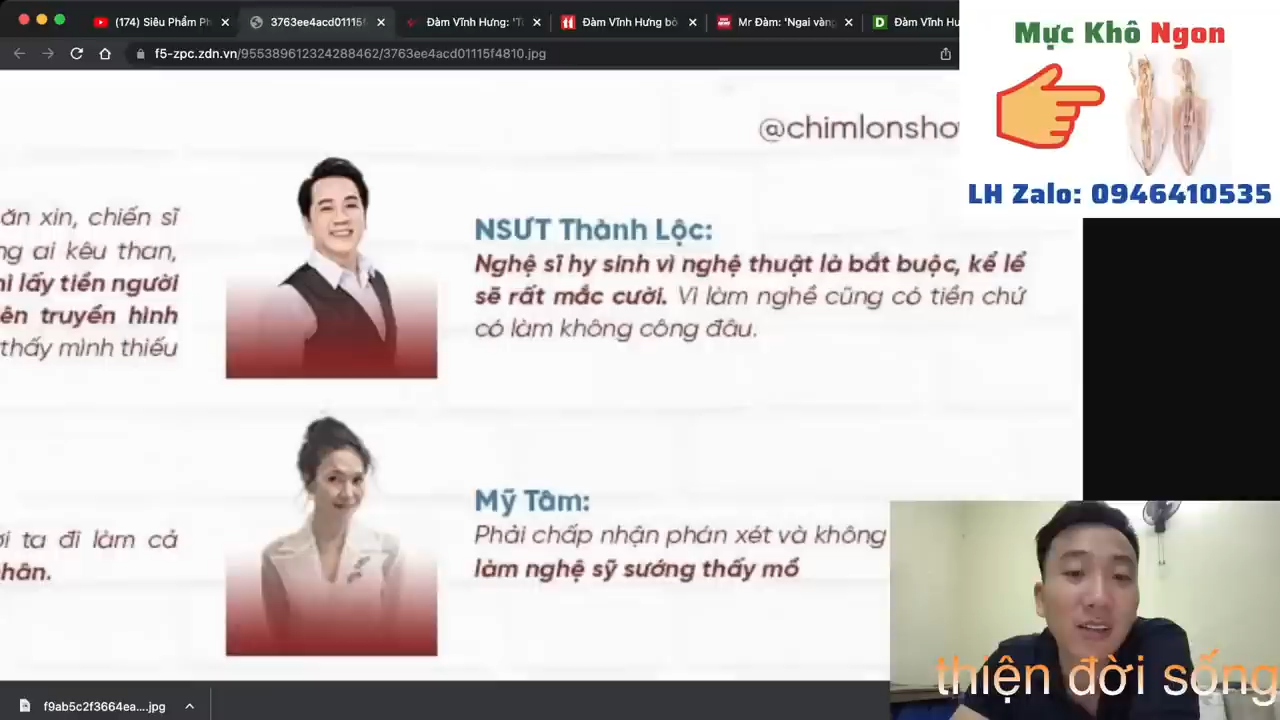 (174) Siêu Phẩm Ph
3763ee4acd01115f
Đàm Vĩnh Hưng: 'T
Đàm Vĩnh Hưng bỏ
Mr Đàm: 'Ngai vàng
Đàm Vĩnh Hu
f5-zpc.zdn.vn/955389612324288462/3763ee4acd01115f4810.jpg
Mực Khô Ngon
LH Zalo: 0946410535
@chimlonsho
ăn xin, chiến sĩ
ng ai kêu than,
lấy tiền người
ên truyền hình
thấy mình thiếu
NSƯT Thành Lộc:
Nghệ sĩ hy sinh vì nghệ thuật là bắt buộc, kể lể
sẽ rất mắc cười. Vì làm nghề cũng có tiền chứ
có làm không công đâu.
ta đi làm cả
hân.
Mỹ Tâm:
Phải chấp nhận phán xét và không
làm nghệ sỹ sướng thấy mồ
thiện đời sống
f9ab5c2f3664ea....jpg